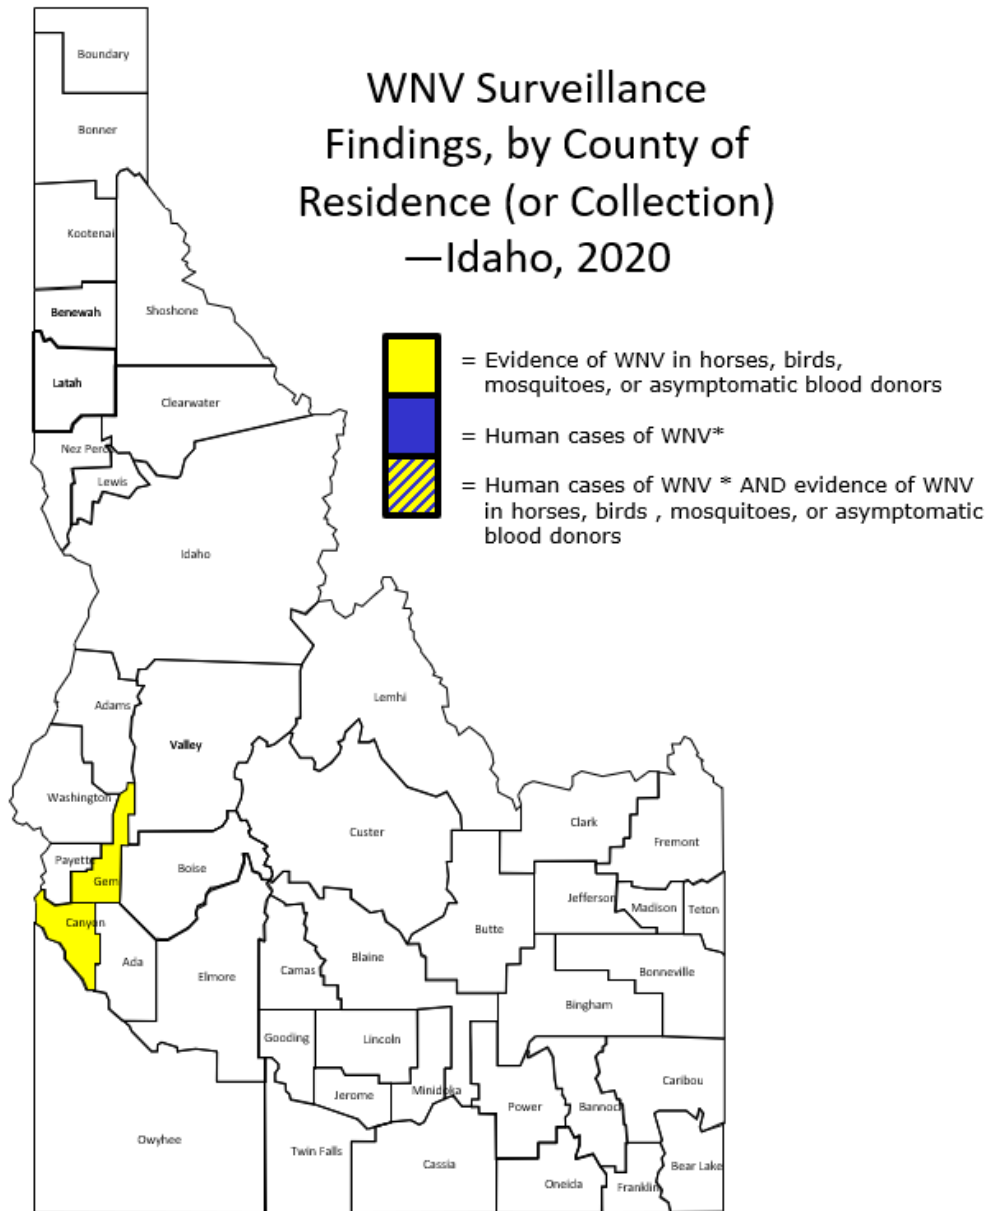 WNV Surveillance
Findings, by County of
Residence (or Collection)
—Idaho, 2020
= Evidence of WNV in horses, birds,
mosquitoes, or asymptomatic blood donors
= Human cases of WNV*
= Human cases of WNV * AND evidence of WNV
in horses, birds , mosquitoes, or asymptomatic
blood donors
Boundary
Bonner
Kootenai
Benewah
Shoshone
Latah
Clearwater
Nez Perc
Lewis
Idaho
Lemhi
Adams
Valley
Washington
Custer
Clark
Fremont
Payette
Boise
Gem
Jefferson
Madison
Teton
Canyon
Butte
Ada
Blaine
Camas
Elmore
Bonneville
Bingham
Gooding
Lincoln
Caribou
Minidoka
Jerome
Power
Bannoc
Owyhee
Twin Falls
Cassia
Bear Lake
Oneida
Franklin